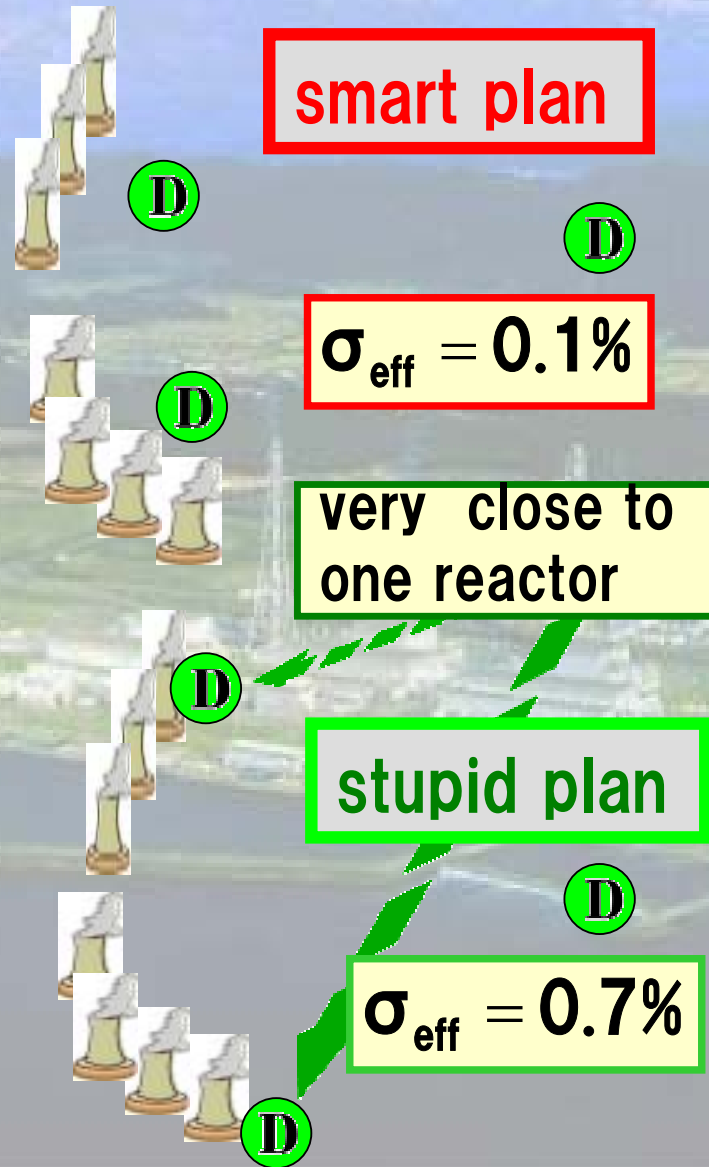 smart plan
D
D
σeff = 0.1%
D
very close to
one reactor
D
stupid plan
D
σeff = 0.7%
D